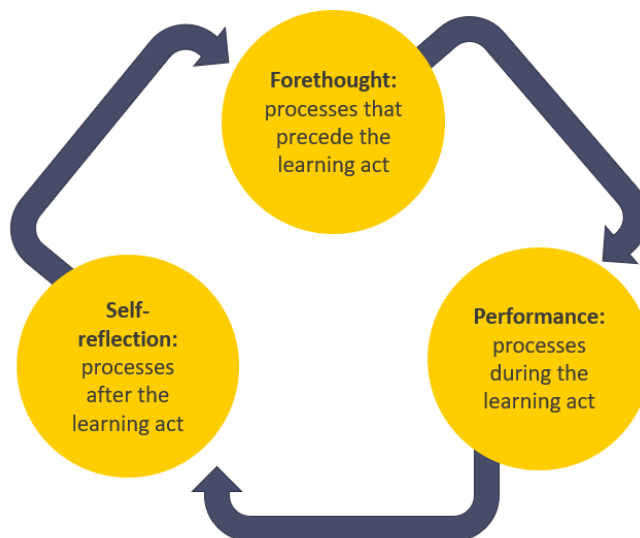 Forethought:
processes that
precede the
learning act
Performance:
processes
during the
learning act
Self-
reflection:
processes
after the
learning act